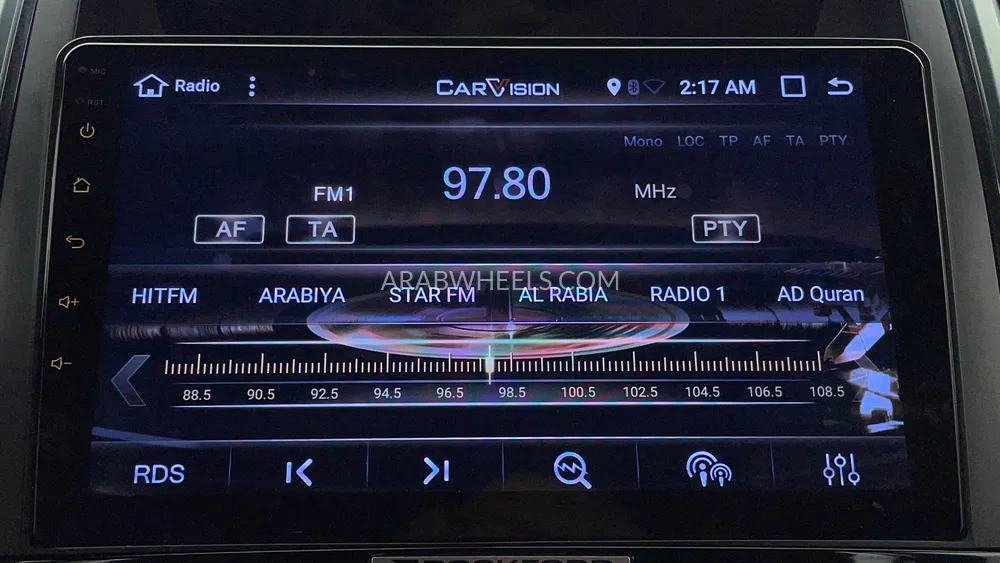 MIC
Radio
CARVISION
2:17 AM
RST
Mono LOC TP AF TA PTY
97.80
FM1
MHz
AF TA PTY
ARABWHEELS.COM
HITFM ARABIYA STAR FM AL RABIA RADIO 1 AD Quran
88.5 90.5 92.5 94.5 96.5 98.5 100.5 102.5 104.5 106.5 108.5
RDS